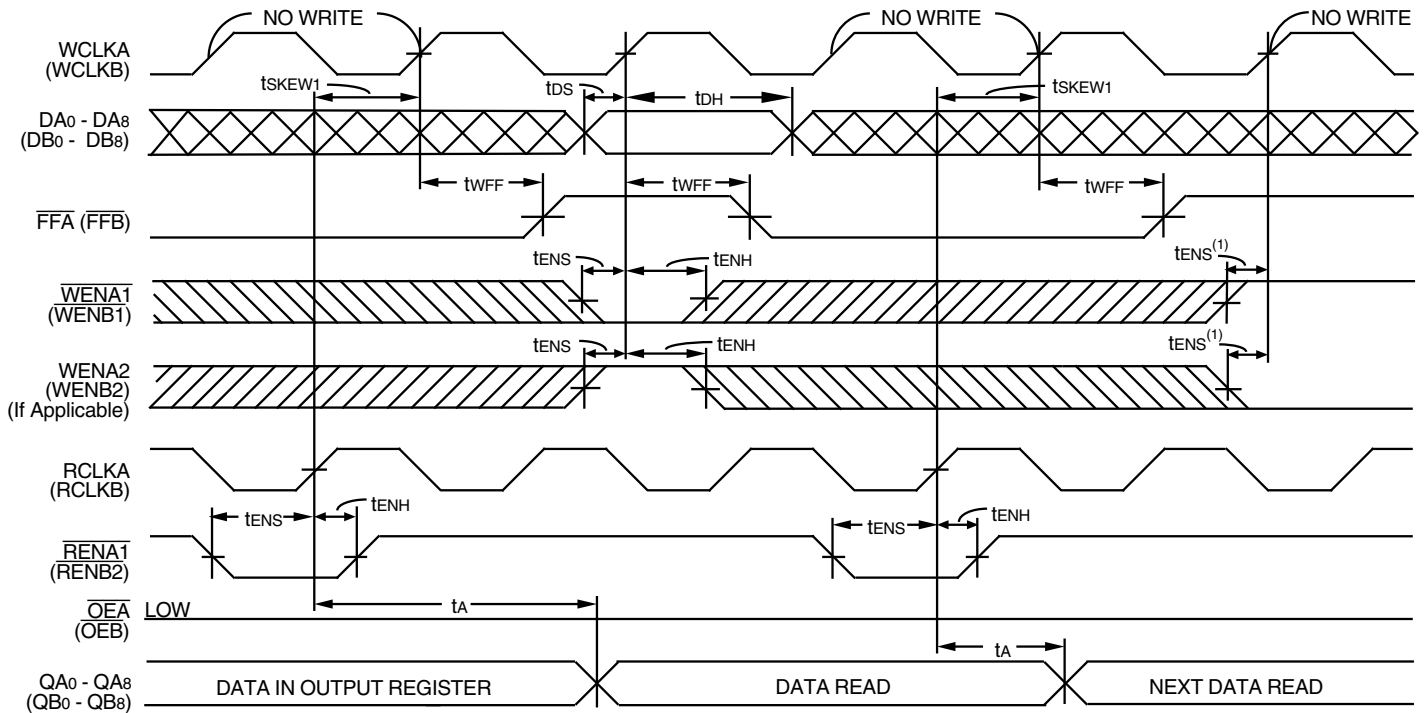 NO WRITE NO WRITE NO WRITE
WCLKA
(WCLKB)
tSKEW1 tDS tDH tSKEW1
DA0 - DA8
(DB0 - DB8)
tWFF tWFF tWFF
FFA (FFB)
tENS tENH tENS(1)
WENA1
(WENB1)
tENS tENH tENS(1)
WENA2
(WENB2)
(If Applicable)
RCLKA
(RCLKB)
tENS tENH tENS tENH
RENA1
(RENB2)
tA
OEA LOW
(OEB)
tA
QA0 - QA8
(QB0 - QB8)
DATA IN OUTPUT REGISTER DATA READ NEXT DATA READ